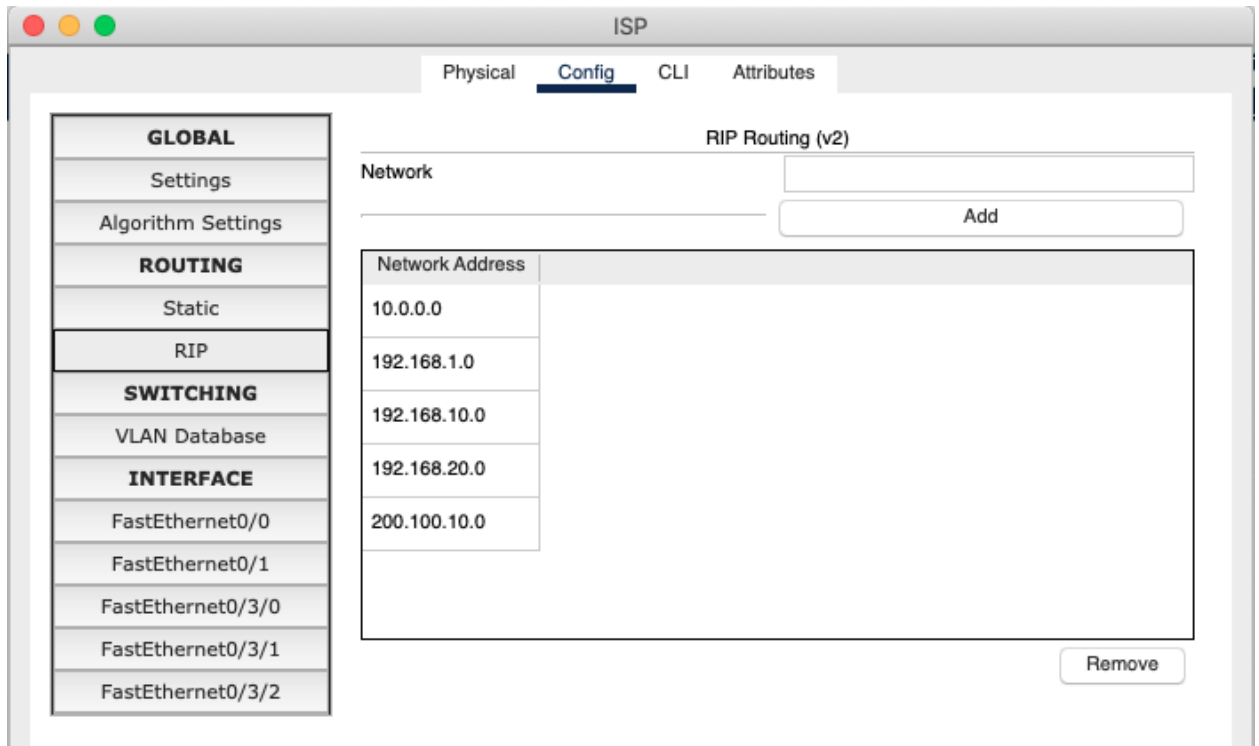 ISP
Physical Config CLI Attributes
GLOBAL
Settings
Algorithm Settings
ROUTING
Static
RIP
SWITCHING
VLAN Database
INTERFACE
FastEthernet0/0
FastEthernet0/1
FastEthernet0/3/0
FastEthernet0/3/1
FastEthernet0/3/2
RIP Routing (v2)
Network
Add
Network Address
10.0.0.0
192.168.1.0
192.168.10.0
192.168.20.0
200.100.10.0
Remove